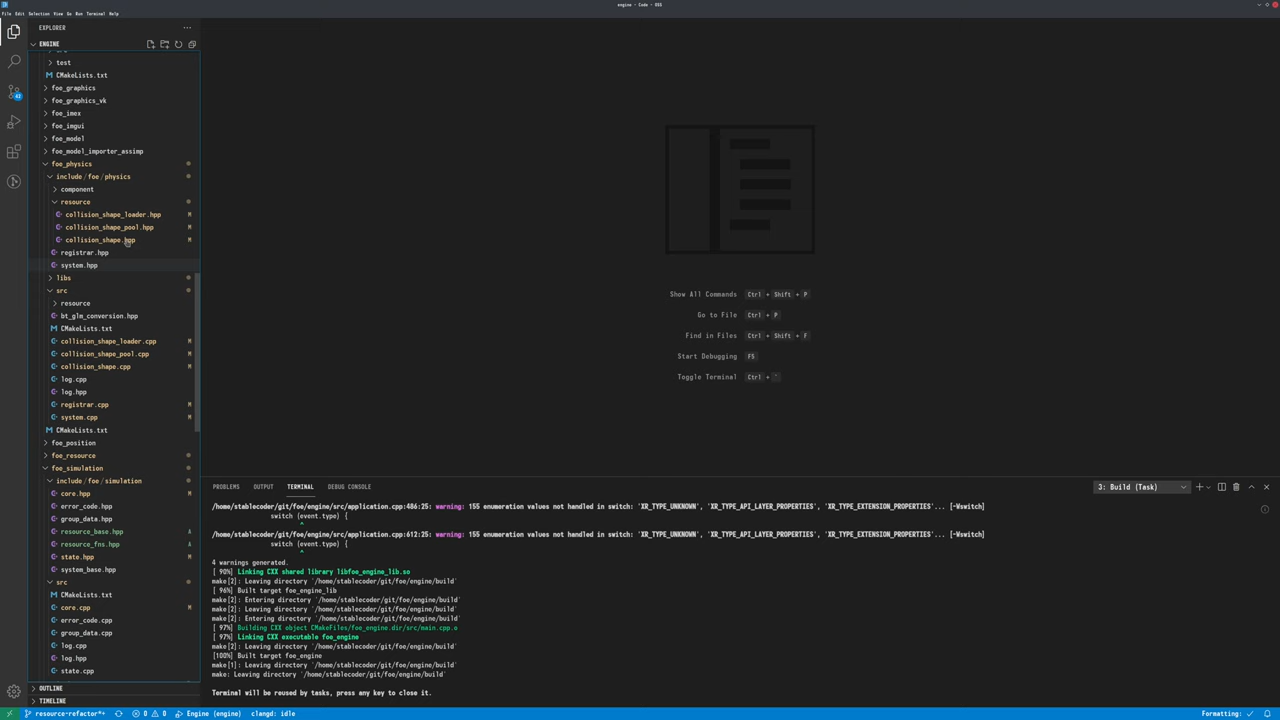 engine - Code - OSS
File Edit Selection View Go Run Terminal Help
EXPLORER
ENGINE
test
CMakeLists.txt
foe_graphics
foe_graphics_vk
foe_imex
foe_imgui
foe_model
foe_model_importer_assimp
foe_physics
include / foe / physics
component
resource
collision_shape_loader.hpp M
collision_shape_pool.hpp M
collision_shape.hpp M
registrar.hpp
system.hpp
libs
src
resource
bt_glm_conversion.hpp
CMakeLists.txt
collision_shape_loader.cpp M
collision_shape_pool.cpp M
collision_shape.cpp M
log.cpp
log.hpp
registrar.cpp M
system.cpp M
CMakeLists.txt
foe_position
foe_resource
foe_simulation
include / foe / simulation
core.hpp M
error_code.hpp
group_data.hpp
resource_base.hpp A
resource_fns.hpp A
state.hpp M
system_base.hpp
src
CMakeLists.txt
core.cpp M
error_code.cpp
group_data.cpp
log.cpp
log.hpp
state.cpp
OUTLINE
TIMELINE
Show All Commands Ctrl + Shift + P
Go to File Ctrl + P
Find in Files Ctrl + Shift + F
Start Debugging F5
Toggle Terminal Ctrl + `
PROBLEMS OUTPUT TERMINAL DEBUG CONSOLE
3: Build (Task)
/home/stablecoder/git/foe/engine/src/application.cpp:486:25: warning: 155 enumeration values not handled in switch: 'XR_TYPE_UNKNOWN', 'XR_TYPE_API_LAYER_PROPERTIES', 'XR_TYPE_EXTENSION_PROPERTIES'... [-Wswitch]
switch (event.type) {
^
/home/stablecoder/git/foe/engine/src/application.cpp:612:25: warning: 155 enumeration values not handled in switch: 'XR_TYPE_UNKNOWN', 'XR_TYPE_API_LAYER_PROPERTIES', 'XR_TYPE_EXTENSION_PROPERTIES'... [-Wswitch]
switch (event.type) {
^
4 warnings generated.
[ 90%] Linking CXX shared library libfoe_engine_lib.so
make[2]: Leaving directory '/home/stablecoder/git/foe/engine/build'
[ 96%] Built target foe_engine_lib
make[2]: Entering directory '/home/stablecoder/git/foe/engine/build'
make[2]: Leaving directory '/home/stablecoder/git/foe/engine/build'
make[2]: Entering directory '/home/stablecoder/git/foe/engine/build'
[ 97%] Building CXX object CMakeFiles/foe_engine.dir/src/main.cpp.o
[ 97%] Linking CXX executable foe_engine
make[2]: Leaving directory '/home/stablecoder/git/foe/engine/build'
[100%] Built target foe_engine
make[1]: Leaving directory '/home/stablecoder/git/foe/engine/build'
make: Leaving directory '/home/stablecoder/git/foe/engine/build'
Terminal will be reused by tasks, press any key to close it.
resource-refactor*+ 0 0 Engine (engine) clangd: idle
Formatting: